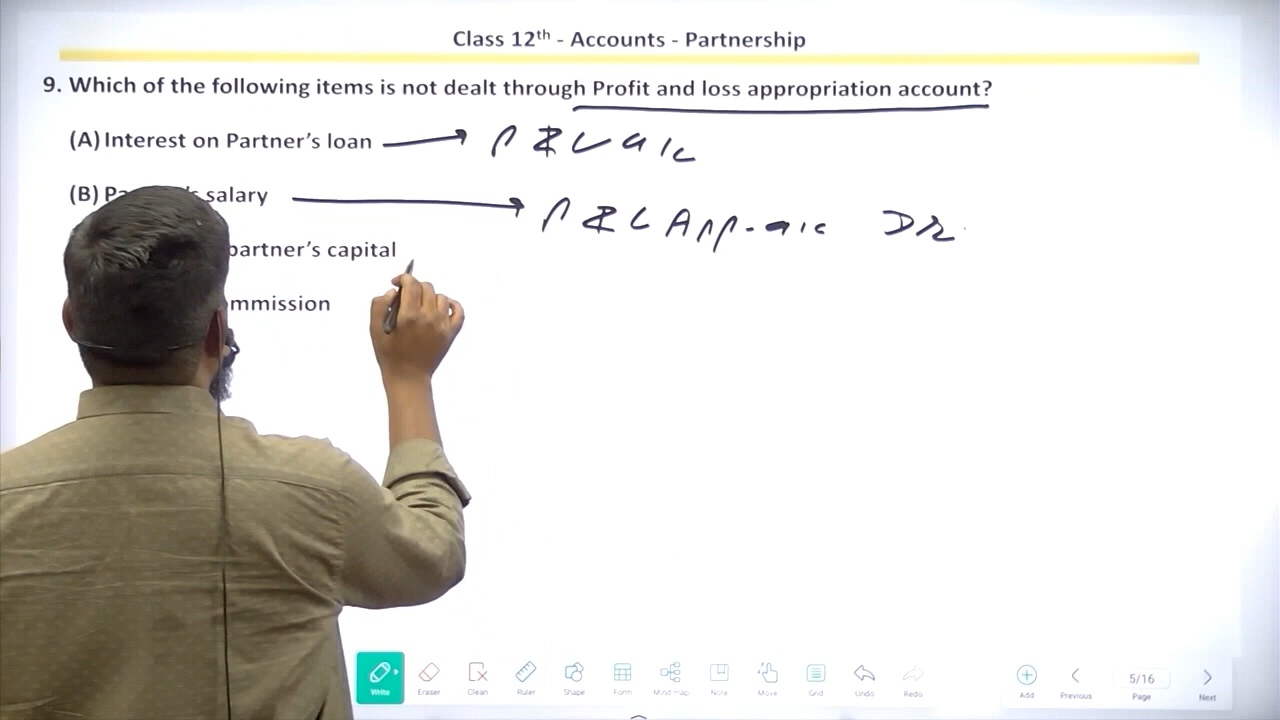 Class 12th - Accounts - Partnership
9. Which of the following items is not dealt through Profit and loss appropriation account?
(A) Interest on Partner's loan → P & L a/c
(B) salary → P & L App. a/c Dr.
partner's capital
mmission
Write
Eraser
Clean
Ruler
Shape
Form
Mind map
Note
Move
Grid
Undo
Redo
Add
Previous
5/16
Page
Next